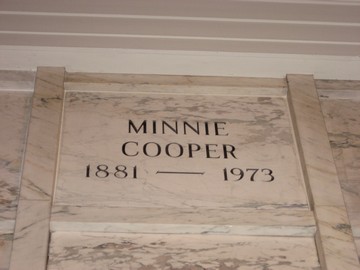 MINNIE
COOPER
1881 — 1973